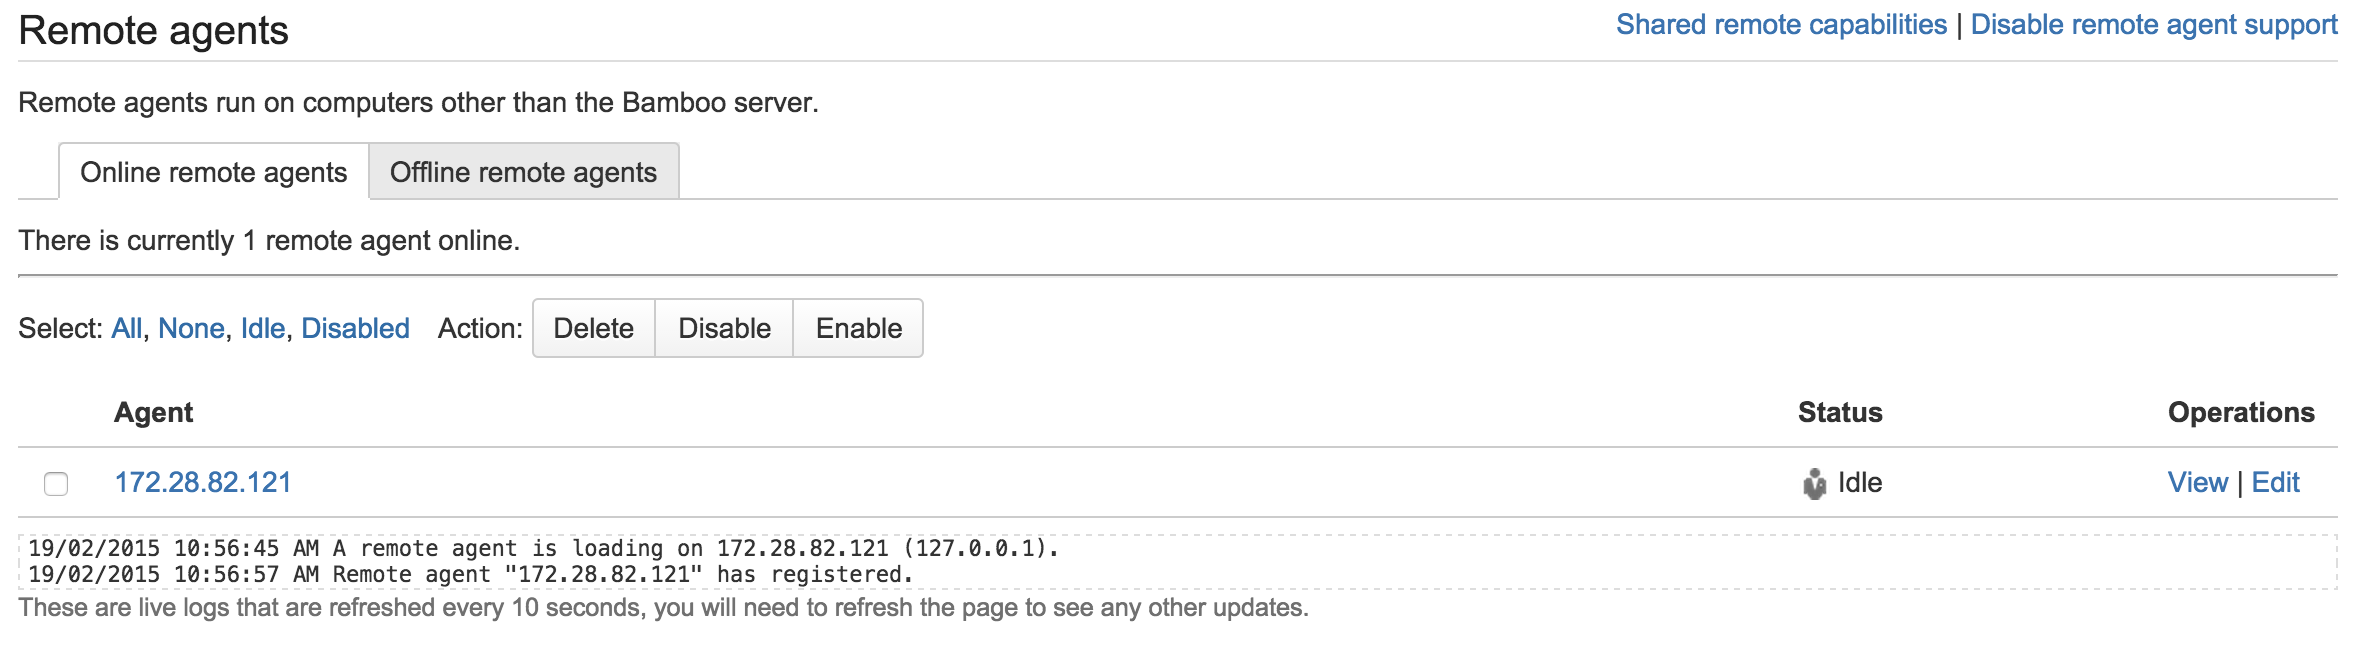 Remote agents
Shared remote capabilities | Disable remote agent support
Remote agents run on computers other than the Bamboo server.
Online remote agents Offline remote agents
There is currently 1 remote agent online.
Select: All, None, Idle, Disabled Action: Delete Disable Enable
Agent Status Operations
172.28.82.121 Idle View | Edit
19/02/2015 10:56:45 AM A remote agent is loading on 172.28.82.121 (127.0.0.1).
19/02/2015 10:56:57 AM Remote agent "172.28.82.121" has registered.
These are live logs that are refreshed every 10 seconds, you will need to refresh the page to see any other updates.